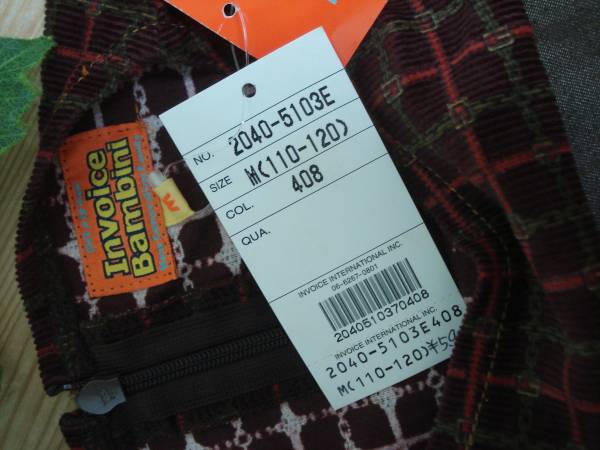 Invoice
Bambini
M
NO. 2040-5103E
SIZE M(110-120)
COL. 408
QUA.
INVOICE INTERNATIONAL INC.
06-6267-0801
2040510370408
INVOICE INTERNATIONAL INC.
2040-5103E408
M(110-120)